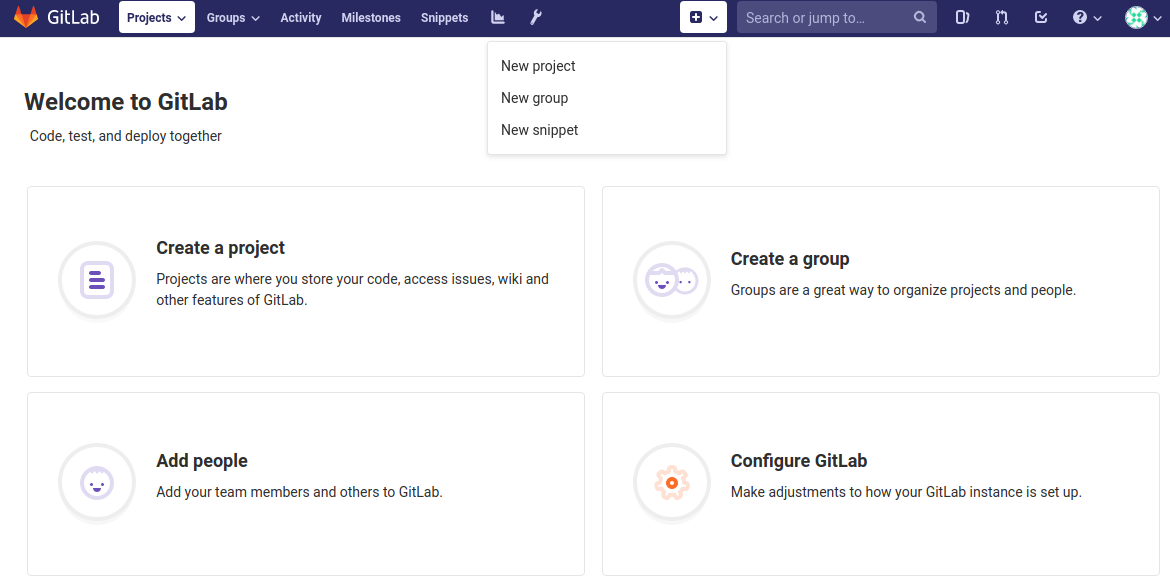 GitLab Projects Groups Activity Milestones Snippets Search or jump to...
New project
New group
New snippet
Welcome to GitLab
Code, test, and deploy together
Create a project
Projects are where you store your code, access issues, wiki and
other features of GitLab.
Create a group
Groups are a great way to organize projects and people.
Add people
Add your team members and others to GitLab.
Configure GitLab
Make adjustments to how your GitLab instance is set up.